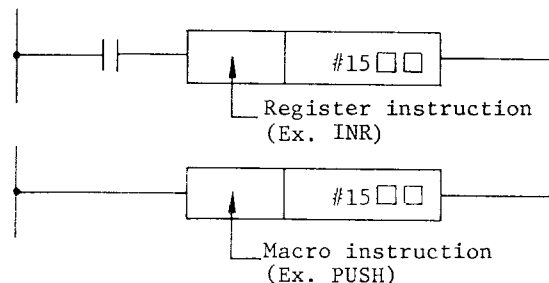 #15□□
Register instruction
(Ex. INR)
#15□□
Macro instruction
(Ex. PUSH)